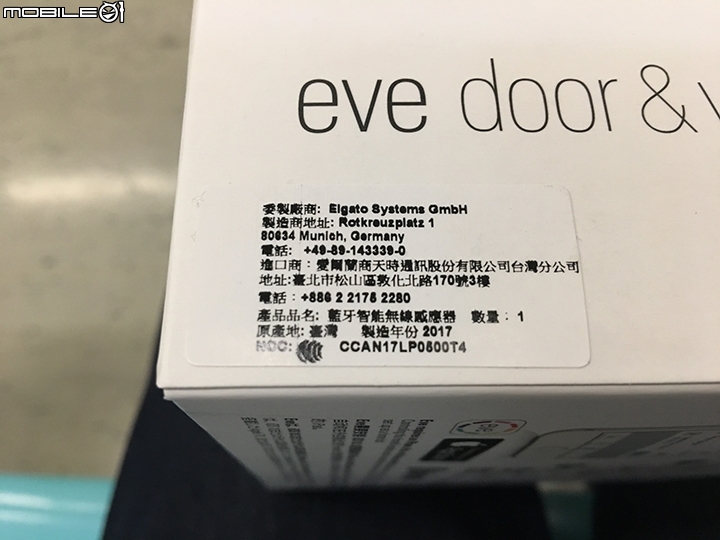 MOBILE01
eve door &
委製廠商: Elgato Systems GmbH
製造商地址: Rotkreuzplatz 1
80634 Munich, Germany
電話: +49-89-143339-0
進口商：愛爾蘭商天時通訊股份有限公司台灣分公司
地址:臺北市松山區敦化北路170號3樓
電話：+886 2 2175 2280
產品品名: 藍牙智能無線感應器 數量：1
原產地: 臺灣 製造年份 2017
NCC: CCAN17LP0500T4